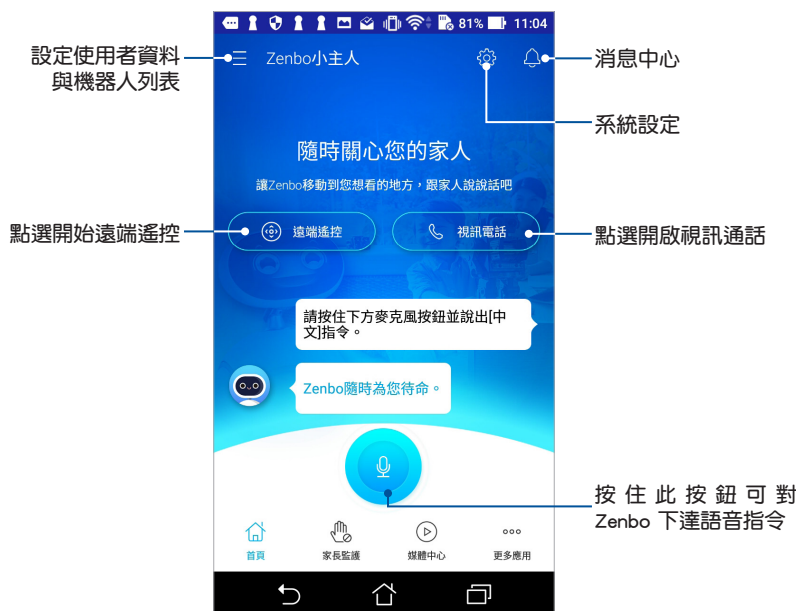 81% 11:04
設定使用者資料
與機器人列表
Zenbo小主人
消息中心
系統設定
隨時關心您的家人
讓Zenbo移動到您想看的地方，跟家人說說話吧
點選開始遠端遙控
遠端遙控
視訊電話
點選開啟視訊通話
請按住下方麥克風按鈕並說出[中
文]指令。
Zenbo隨時為您待命。
按住此按鈕可對
Zenbo 下達語音指令
首頁
家長監護
媒體中心
更多應用